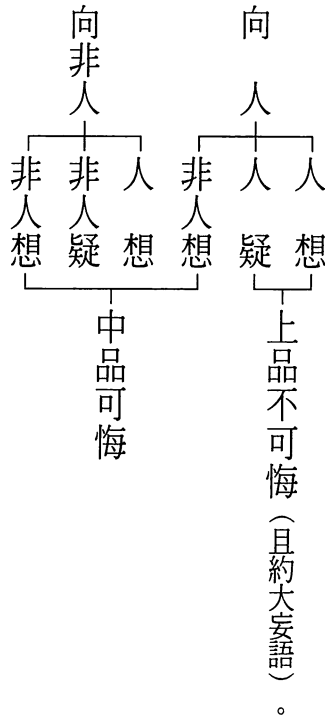 向人
人想
人疑
非人想
上品不可悔（且約大妄語）。
向非人
人想
非人疑
非人想
中品可悔